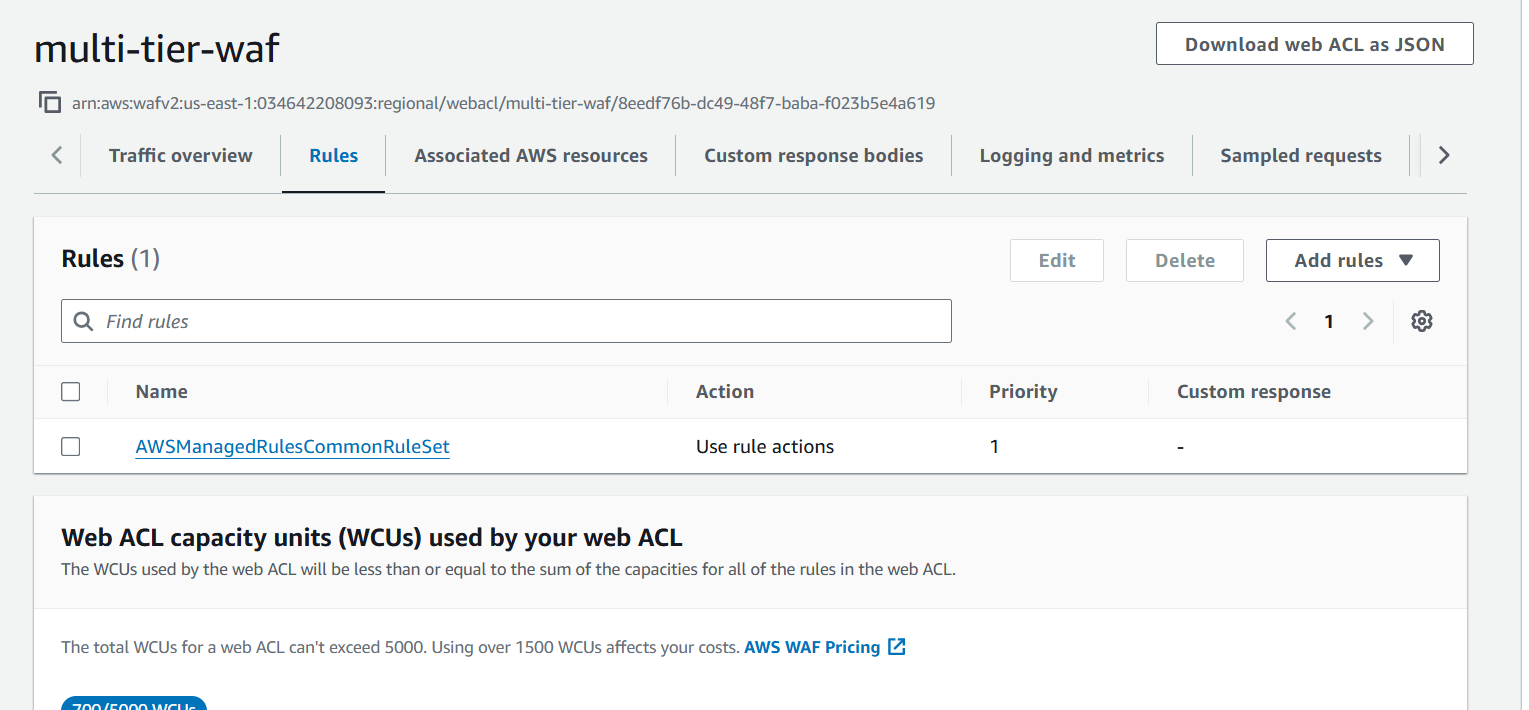 multi-tier-waf
Download web ACL as JSON
arn:aws:wafv2:us-east-1:034642208093:regional/webacl/multi-tier-waf/8eedf76b-dc49-48f7-baba-f023b5e4a619
Traffic overview Rules Associated AWS resources Custom response bodies Logging and metrics Sampled requests
Rules (1)
Edit Delete Add rules
Find rules
1
Name Action Priority Custom response
AWSManagedRulesCommonRuleSet Use rule actions 1 -
Web ACL capacity units (WCUs) used by your web ACL
The WCUs used by the web ACL will be less than or equal to the sum of the capacities for all of the rules in the web ACL.
The total WCUs for a web ACL can't exceed 5000. Using over 1500 WCUs affects your costs. AWS WAF Pricing
700/5000 WCUs